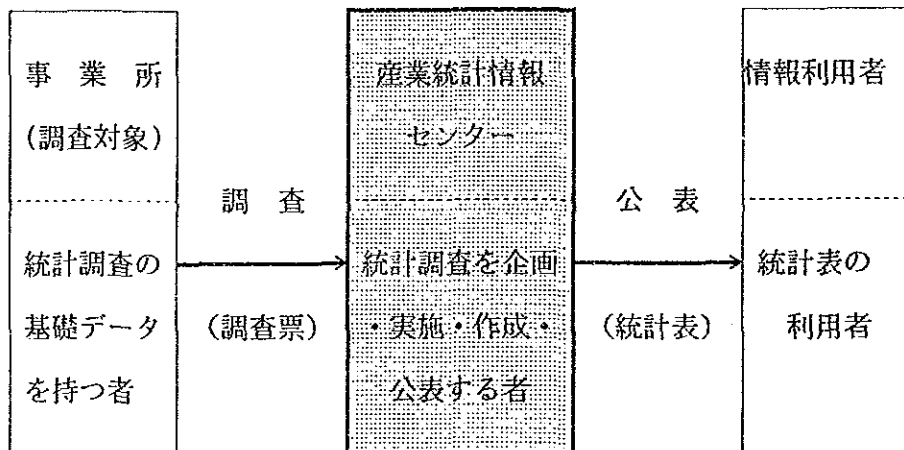 事業所
(調査対象)
統計調査の
基礎データ
を持つ者
調査
(調査票)
産業統計情報
センター
統計調査を企画
・実施・作成・
公表する者
公表
(統計表)
情報利用者
統計表の
利用者